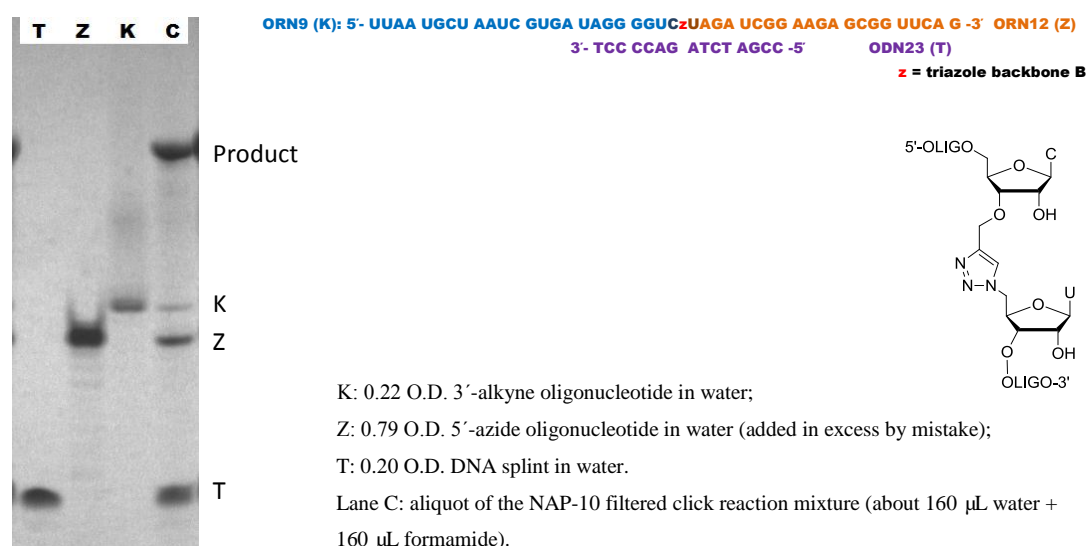 T Z K C
ORN9 (K): 5´- UUAA UGCU AAUC GUGA UAGG GGUCzUAGA UCGG AAGA GCGG UUCA G -3´ ORN12 (Z)
3´- TCC CCAG ATCT AGCC -5´ ODN23 (T)
z = triazole backbone B
Product
K
Z
T
5'-OLIGO
O
C
O
OH
N
N
N
O
U
O
OH
OLIGO-3'
K: 0.22 O.D. 3´-alkyne oligonucleotide in water;
Z: 0.79 O.D. 5´-azide oligonucleotide in water (added in excess by mistake);
T: 0.20 O.D. DNA splint in water.
Lane C: aliquot of the NAP-10 filtered click reaction mixture (about 160 µL water +
160 µL formamide).